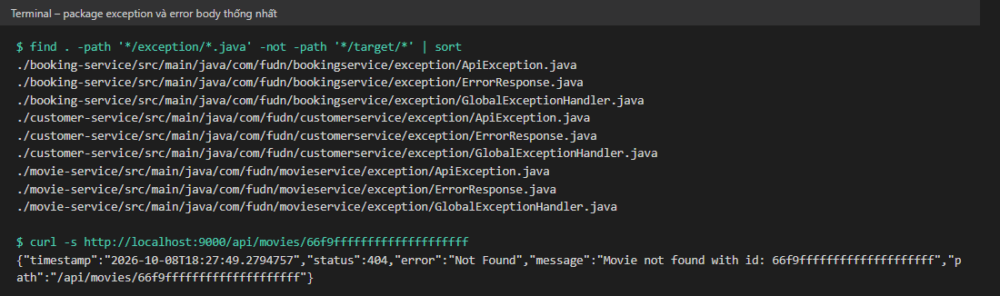 Terminal – package exception và error body thống nhất
$ find . -path '*/exception/*.java' -not -path '*/target/*' | sort
./booking-service/src/main/java/com/fudn/bookingservice/exception/ApiException.java
./booking-service/src/main/java/com/fudn/bookingservice/exception/ErrorResponse.java
./booking-service/src/main/java/com/fudn/bookingservice/exception/GlobalExceptionHandler.java
./customer-service/src/main/java/com/fudn/customerservice/exception/ApiException.java
./customer-service/src/main/java/com/fudn/customerservice/exception/ErrorResponse.java
./customer-service/src/main/java/com/fudn/customerservice/exception/GlobalExceptionHandler.java
./movie-service/src/main/java/com/fudn/movieservice/exception/ApiException.java
./movie-service/src/main/java/com/fudn/movieservice/exception/ErrorResponse.java
./movie-service/src/main/java/com/fudn/movieservice/exception/GlobalExceptionHandler.java
$ curl -s http://localhost:9000/api/movies/66f9ffffffffffffffffffff
{"timestamp":"2026-10-08T18:27:49.2794757","status":404,"error":"Not Found","message":"Movie not found with id: 66f9ffffffffffffffffffff","p
ath":"/api/movies/66f9ffffffffffffffffffff"}